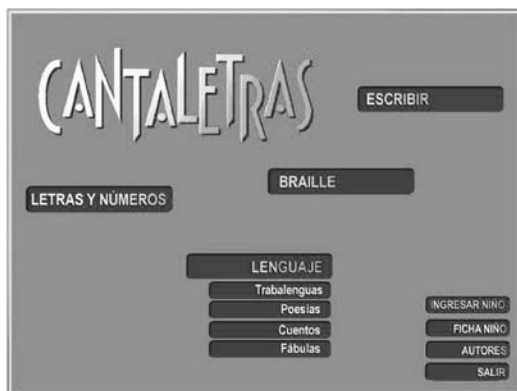 CANTALETRAS
ESCRIBIR
BRAILLE
LETRAS Y NÚMEROS
LENGUAJE
Trabalenguas
Poesías
Cuentos
Fábulas
INGRESAR NIÑO
FICHA NIÑO
AUTORES
SALIR